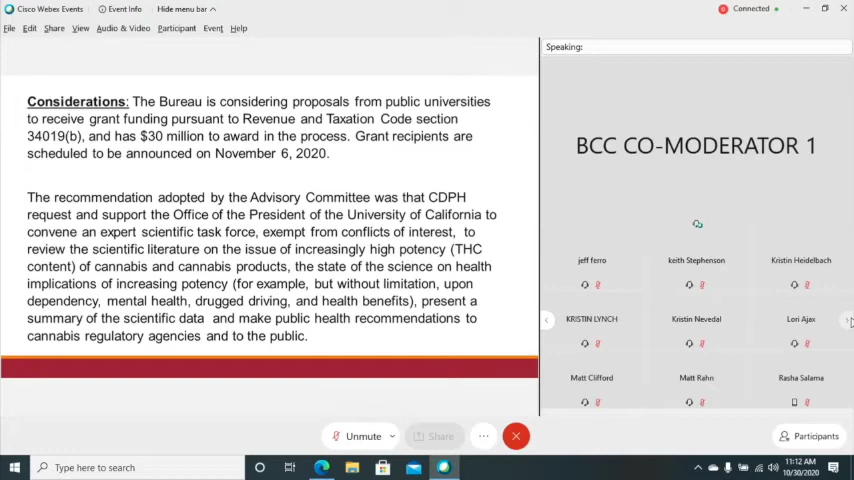 Cisco Webex Events
Event Info
Hide menu bar
Connected
File Edit Share View Audio & Video Participant Event Help
Speaking:
Considerations: The Bureau is considering proposals from public universities
to receive grant funding pursuant to Revenue and Taxation Code section
34019(b), and has $30 million to award in the process. Grant recipients are
scheduled to be announced on November 6, 2020.
The recommendation adopted by the Advisory Committee was that CDPH
request and support the Office of the President of the University of California to
convene an expert scientific task force, exempt from conflicts of interest, to
review the scientific literature on the issue of increasingly high potency (THC
content) of cannabis and cannabis products, the state of the science on health
implications of increasing potency (for example, but without limitation, upon
dependency, mental health, drugged driving, and health benefits), present a
summary of the scientific data and make public health recommendations to
cannabis regulatory agencies and to the public.
BCC CO-MODERATOR 1
jeff ferro
keith Stephenson
Kristin Heidelbach
KRISTIN LYNCH
Kristin Nevedal
Lori Ajax
Matt Clifford
Matt Rahn
Rasha Salama
Unmute
Share
Participants
Type here to search
11:12 AM
10/30/2020